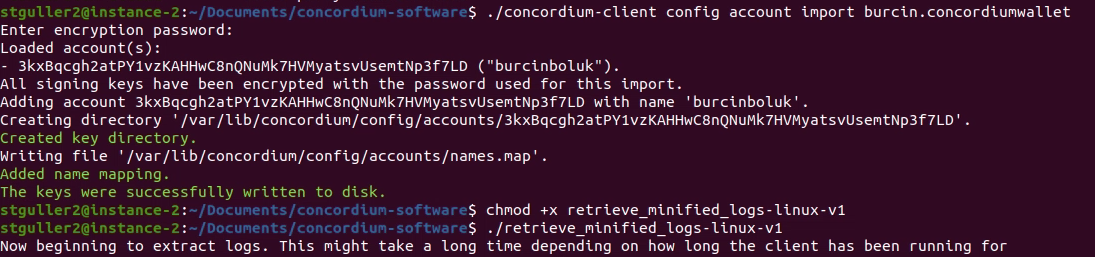 stguller2@instance-2:~/Documents/concordium-software$ ./concordium-client config account import burcin.concordiumwallet
Enter encryption password:
Loaded account(s):
- 3kxBqcgh2atPY1vzKAHHwC8nQNuMk7HVMyatsvUsemtNp3f7LD ("burcinboluk").
All signing keys have been encrypted with the password used for this import.
Adding account 3kxBqcgh2atPY1vzKAHHwC8nQNuMk7HVMyatsvUsemtNp3f7LD with name 'burcinboluk'.
Creating directory '/var/lib/concordium/config/accounts/3kxBqcgh2atPY1vzKAHHwC8nQNuMk7HVMyatsvUsemtNp3f7LD'.
Created key directory.
Writing file '/var/lib/concordium/config/accounts/names.map'.
Added name mapping.
The keys were successfully written to disk.
stguller2@instance-2:~/Documents/concordium-software$ chmod +x retrieve_minified_logs-linux-v1
stguller2@instance-2:~/Documents/concordium-software$ ./retrieve_minified_logs-linux-v1
Now beginning to extract logs. This might take a long time depending on how long the client has been running for